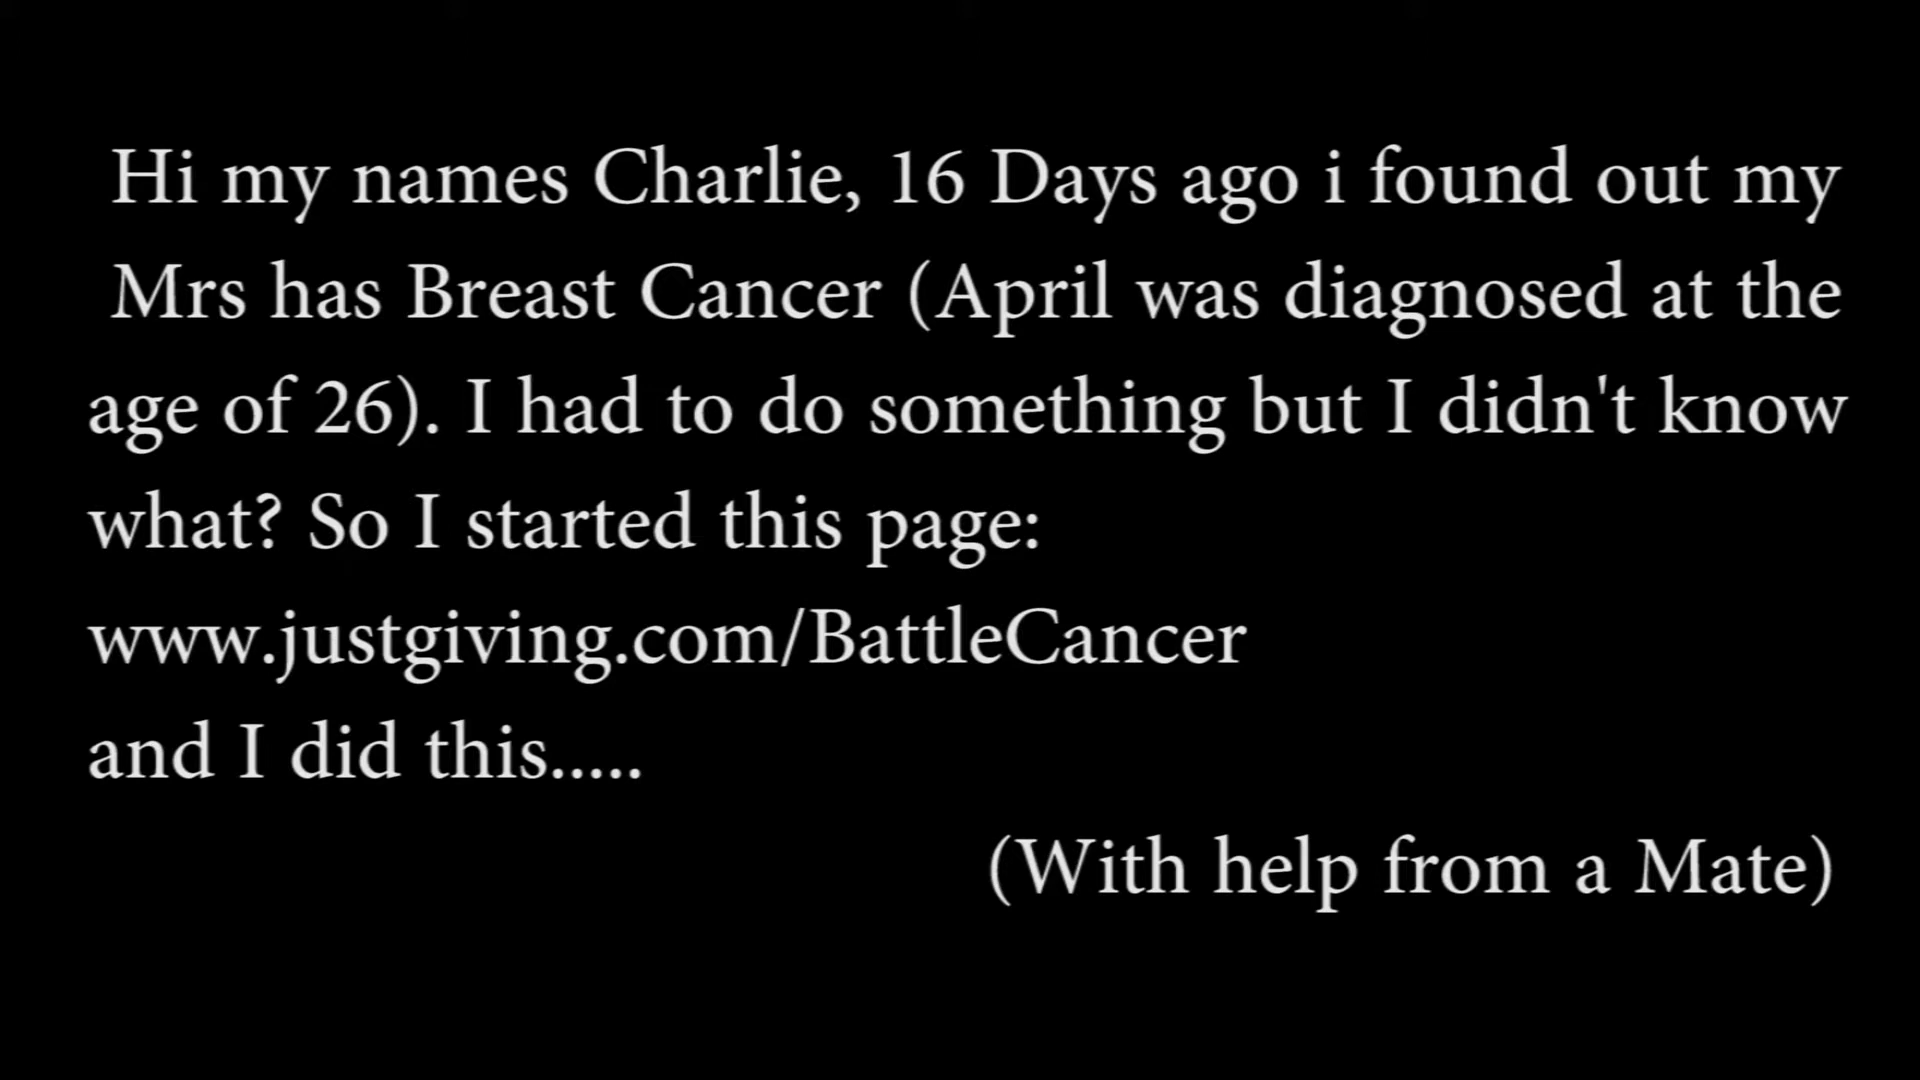 Hi my names Charlie, 16 Days ago i found out my
Mrs has Breast Cancer (April was diagnosed at the
age of 26). I had to do something but I didn't know
what? So I started this page:
www.justgiving.com/BattleCancer
and I did this.....
(With help from a Mate)